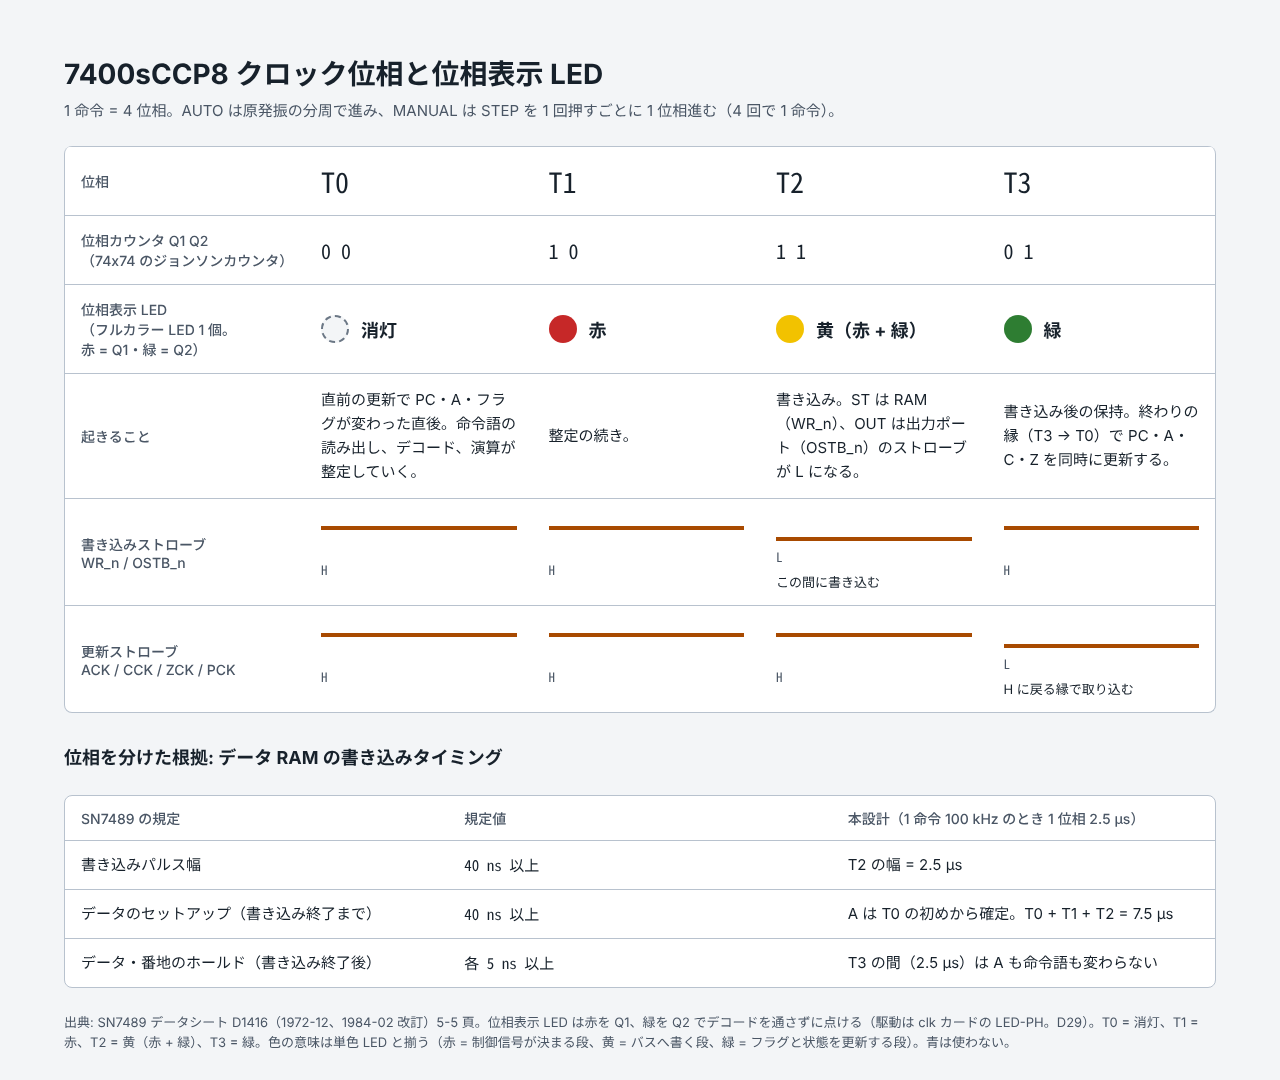 7400sCCP8 クロック位相と位相表示 LED
1 命令 = 4 位相。AUTO は原発振の分周で進み、MANUAL は STEP を 1 回押すごとに 1 位相進む（4 回で 1 命令）。
位相
T0
T1
T2
T3
位相カウンタ Q1 Q2
（74x74 のジョンソンカウンタ）
0 0
1 0
1 1
0 1
位相表示 LED
（フルカラー LED 1 個。
赤 = Q1・緑 = Q2）
消灯
赤
黄（赤 + 緑）
緑
起きること
直前の更新で PC・A・フラ
グが変わった直後。命令語の
読み出し、デコード、演算が
整定していく。
整定の続き。
書き込み。ST は RAM
（WR_n）、OUT は出力ポー
ト（OSTB_n）のストローブ
が L になる。
書き込み後の保持。終わりの
縁（T3 → T0）で PC・A・
C・Z を同時に更新する。
書き込みストローブ
WR_n / OSTB_n
H
H
L
この間に書き込む
H
更新ストローブ
ACK / CCK / ZCK / PCK
H
H
H
L
H に戻る縁で取り込む
位相を分けた根拠: データ RAM の書き込みタイミング
SN7489 の規定
規定値
本設計（1 命令 100 kHz のとき 1 位相 2.5 μs）
書き込みパルス幅
40 ns 以上
T2 の幅 = 2.5 μs
データのセットアップ（書き込み終了まで）
40 ns 以上
A は T0 の初めから確定。T0 + T1 + T2 = 7.5 μs
データ・番地のホールド（書き込み終了後）
各 5 ns 以上
T3 の間（2.5 μs）は A も命令語も変わらない
出典: SN7489 データシート D1416（1972-12、1984-02 改訂）5-5 頁。位相表示 LED は赤を Q1、緑を Q2 でデコードを通さずに点ける（駆動は clk カードの LED-PH。D29）。T0 = 消灯、T1 =
赤、T2 = 黄（赤 + 緑）、T3 = 緑。色の意味は単色 LED と揃う（赤 = 制御信号が決まる段、黄 = バスへ書く段、緑 = フラグと状態を更新する段）。青は使わない。